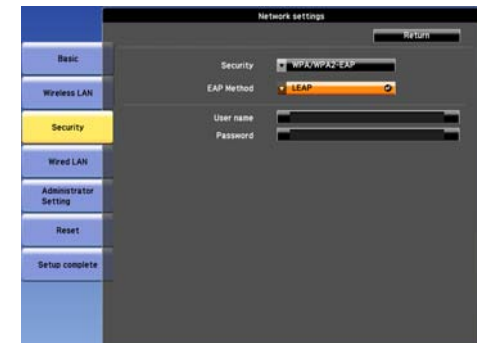 Network settings
Return
Basic
Wireless LAN
Security
Wired LAN
Administrator
Setting
Reset
Setup complete
Security
WPA/WPA2-EAP
EAP Method
LEAP
User name
Password